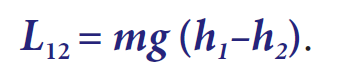 L₁₂ = mg (h₁–h₂).